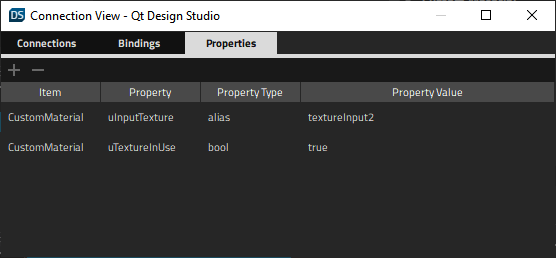 DS Connection View - Qt Design Studio
Connections Bindings Properties
Item Property Property Type Property Value
CustomMaterial uInputTexture alias textureInput2
CustomMaterial uTextureInUse bool true